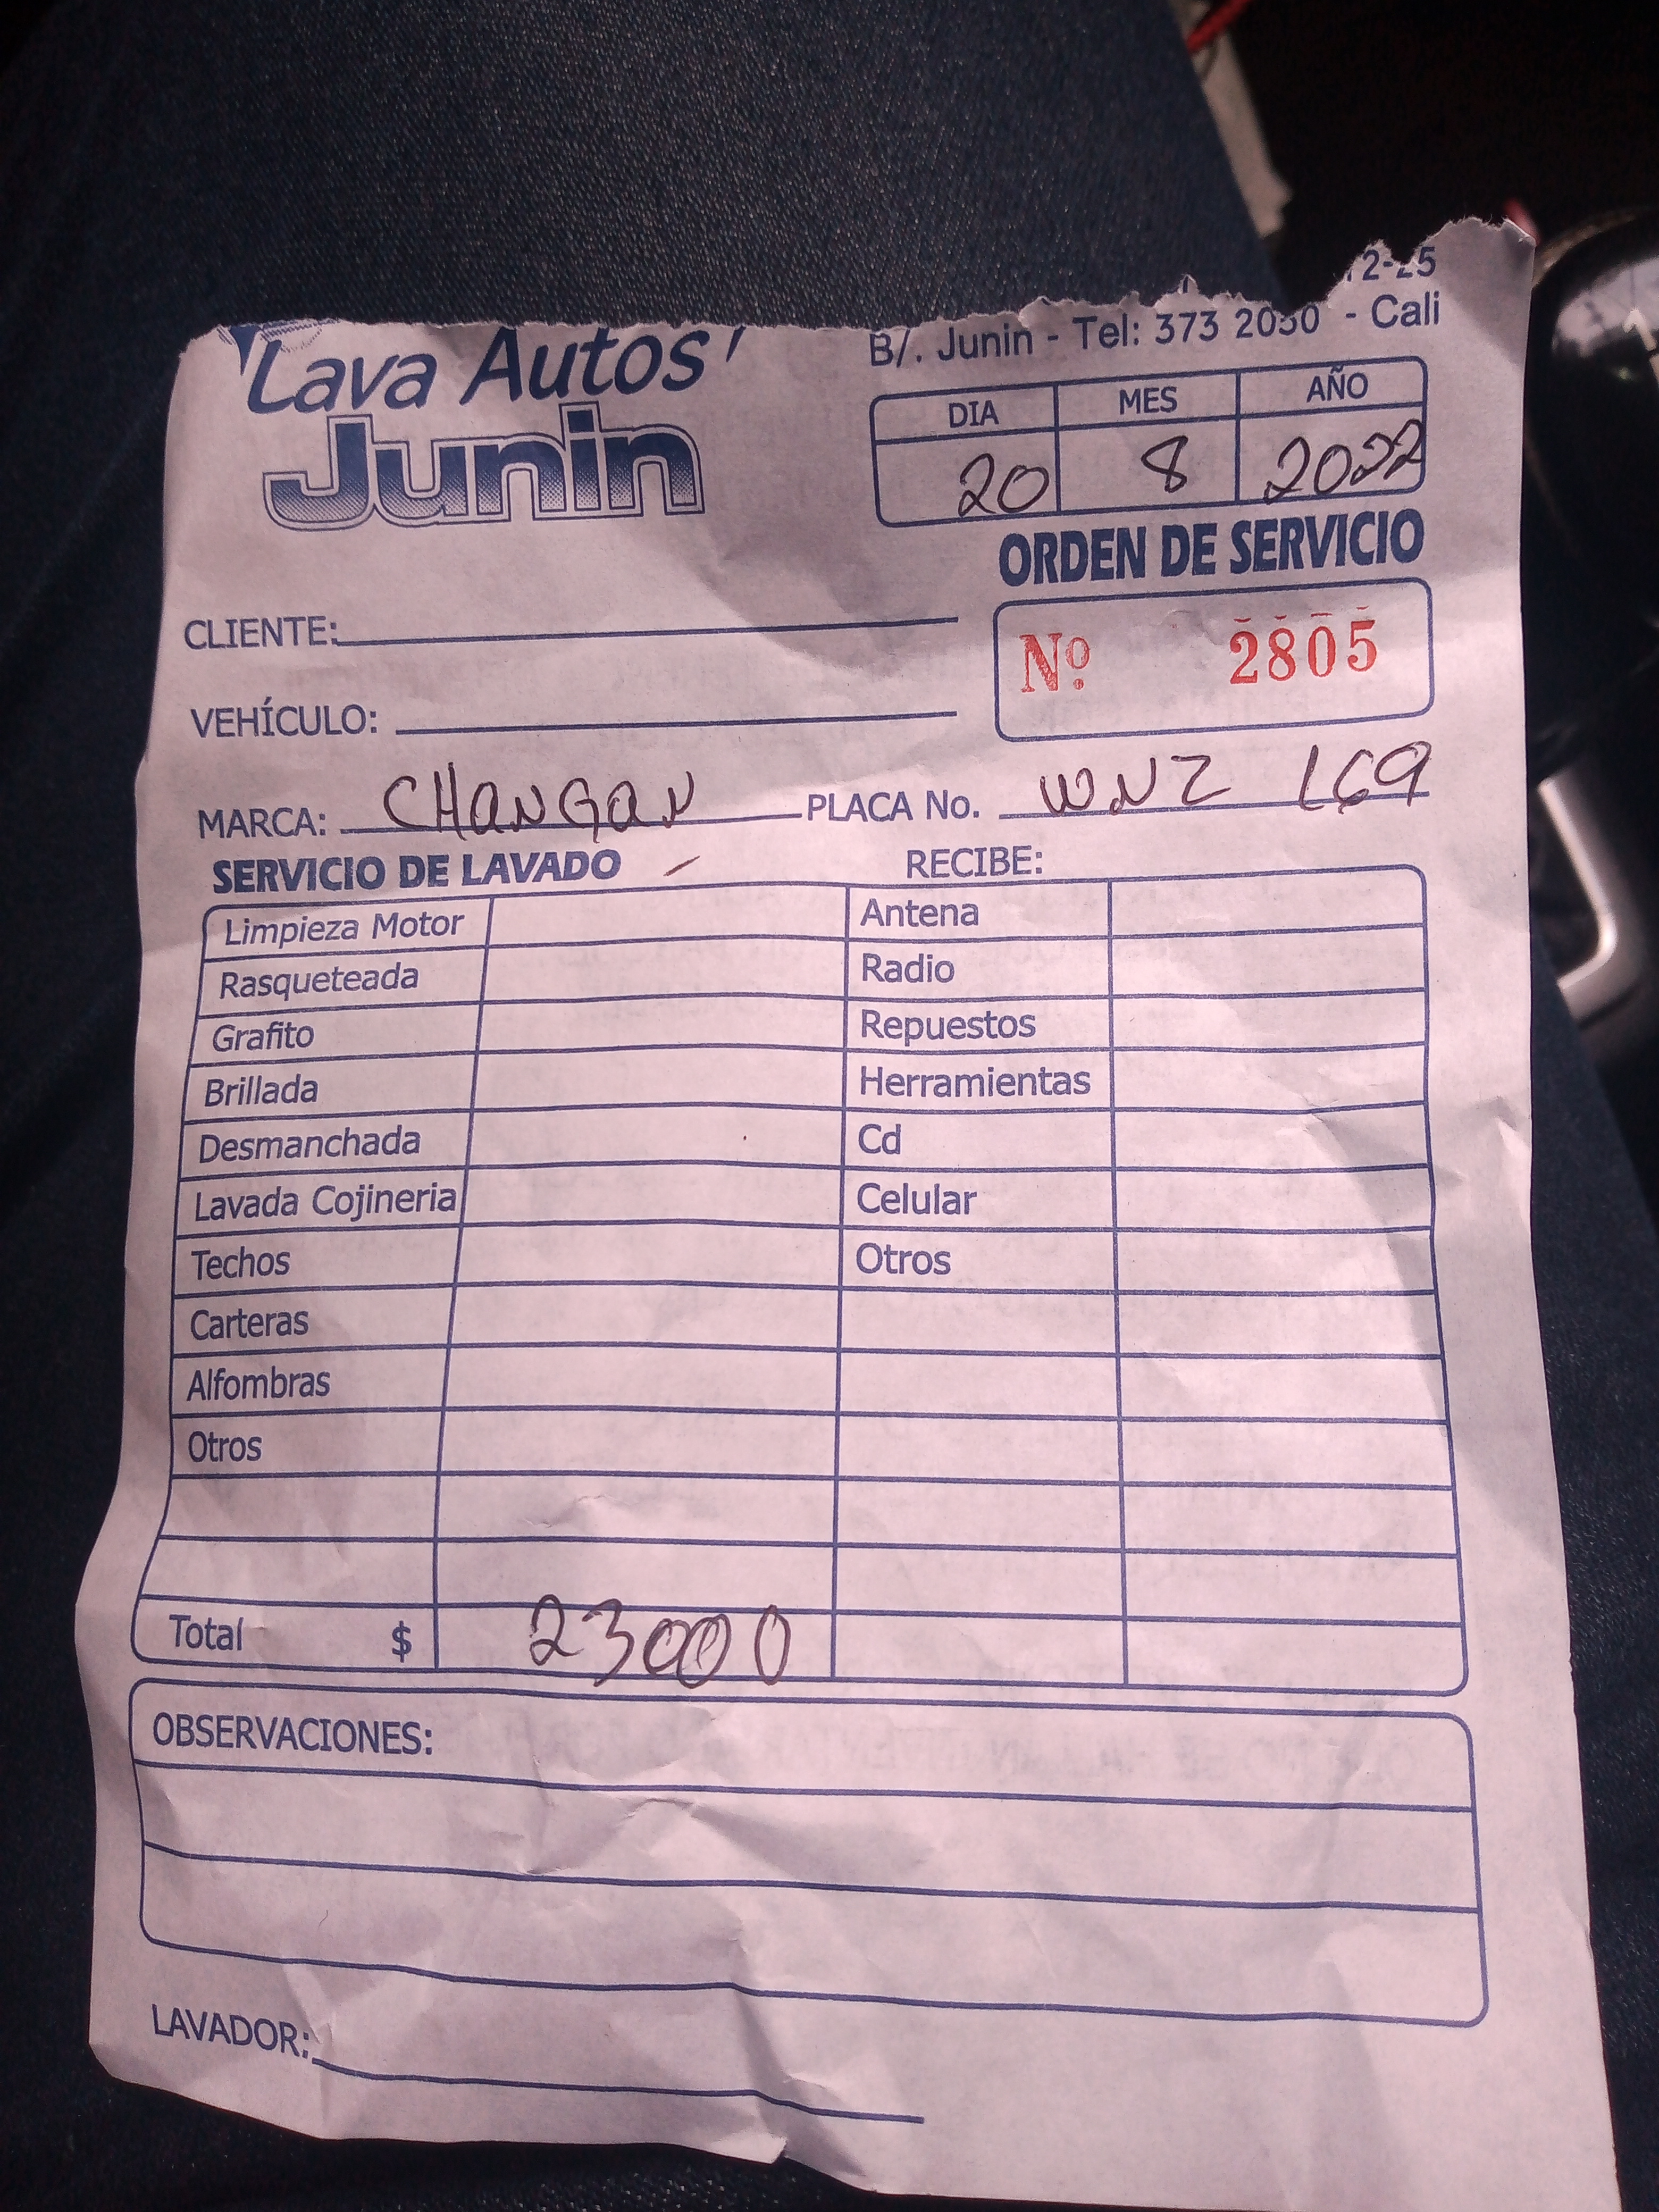 2-25
Lava Autos
B/. Junin - Tel: 373 2050 - Cali
Junin
DIA MES AÑO
20 8 2022
ORDEN DE SERVICIO
CLIENTE:
Nº 2805
VEHÍCULO:
MARCA: CHANGAN PLACA No. WNZ 169
SERVICIO DE LAVADO RECIBE:
Limpieza Motor Antena
Rasqueteada Radio
Grafito Repuestos
Brillada Herramientas
Desmanchada Cd
Lavada Cojineria Celular
Techos Otros
Carteras
Alfombras
Otros
Total $ 23000
OBSERVACIONES:
LAVADOR: